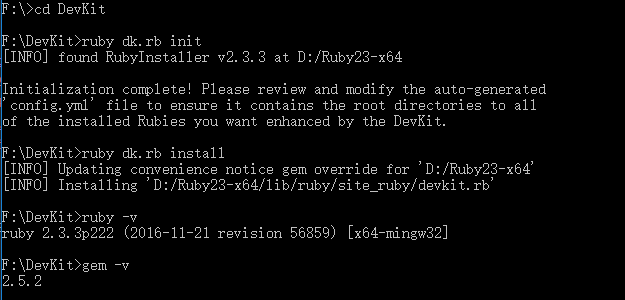 F:\>cd DevKit
F:\DevKit>ruby dk.rb init
[INFO] found RubyInstaller v2.3.3 at D:/Ruby23-x64
Initialization complete! Please review and modify the auto-generated
'config.yml' file to ensure it contains the root directories to all
of the installed Rubies you want enhanced by the DevKit.
F:\DevKit>ruby dk.rb install
[INFO] Updating convenience notice gem override for 'D:/Ruby23-x64'
[INFO] Installing 'D:/Ruby23-x64/lib/ruby/site_ruby/devkit.rb'
F:\DevKit>ruby -v
ruby 2.3.3p222 (2016-11-21 revision 56859) [x64-mingw32]
F:\DevKit>gem -v
2.5.2